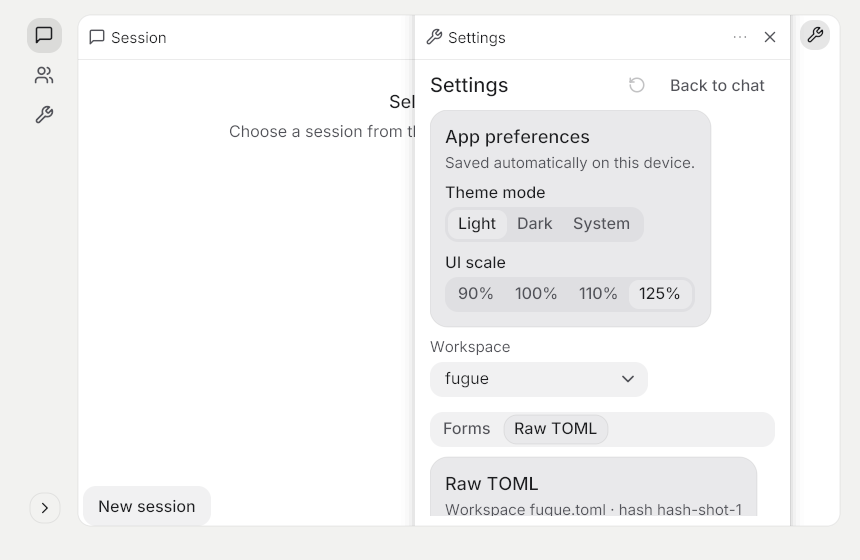 Session
Sel
Choose a session from th
New session
Settings
Settings
Back to chat
App preferences
Saved automatically on this device.
Theme mode
Light Dark System
UI scale
90% 100% 110% 125%
Workspace
fugue
Forms Raw TOML
Raw TOML
Workspace fugue.toml · hash hash-shot-1